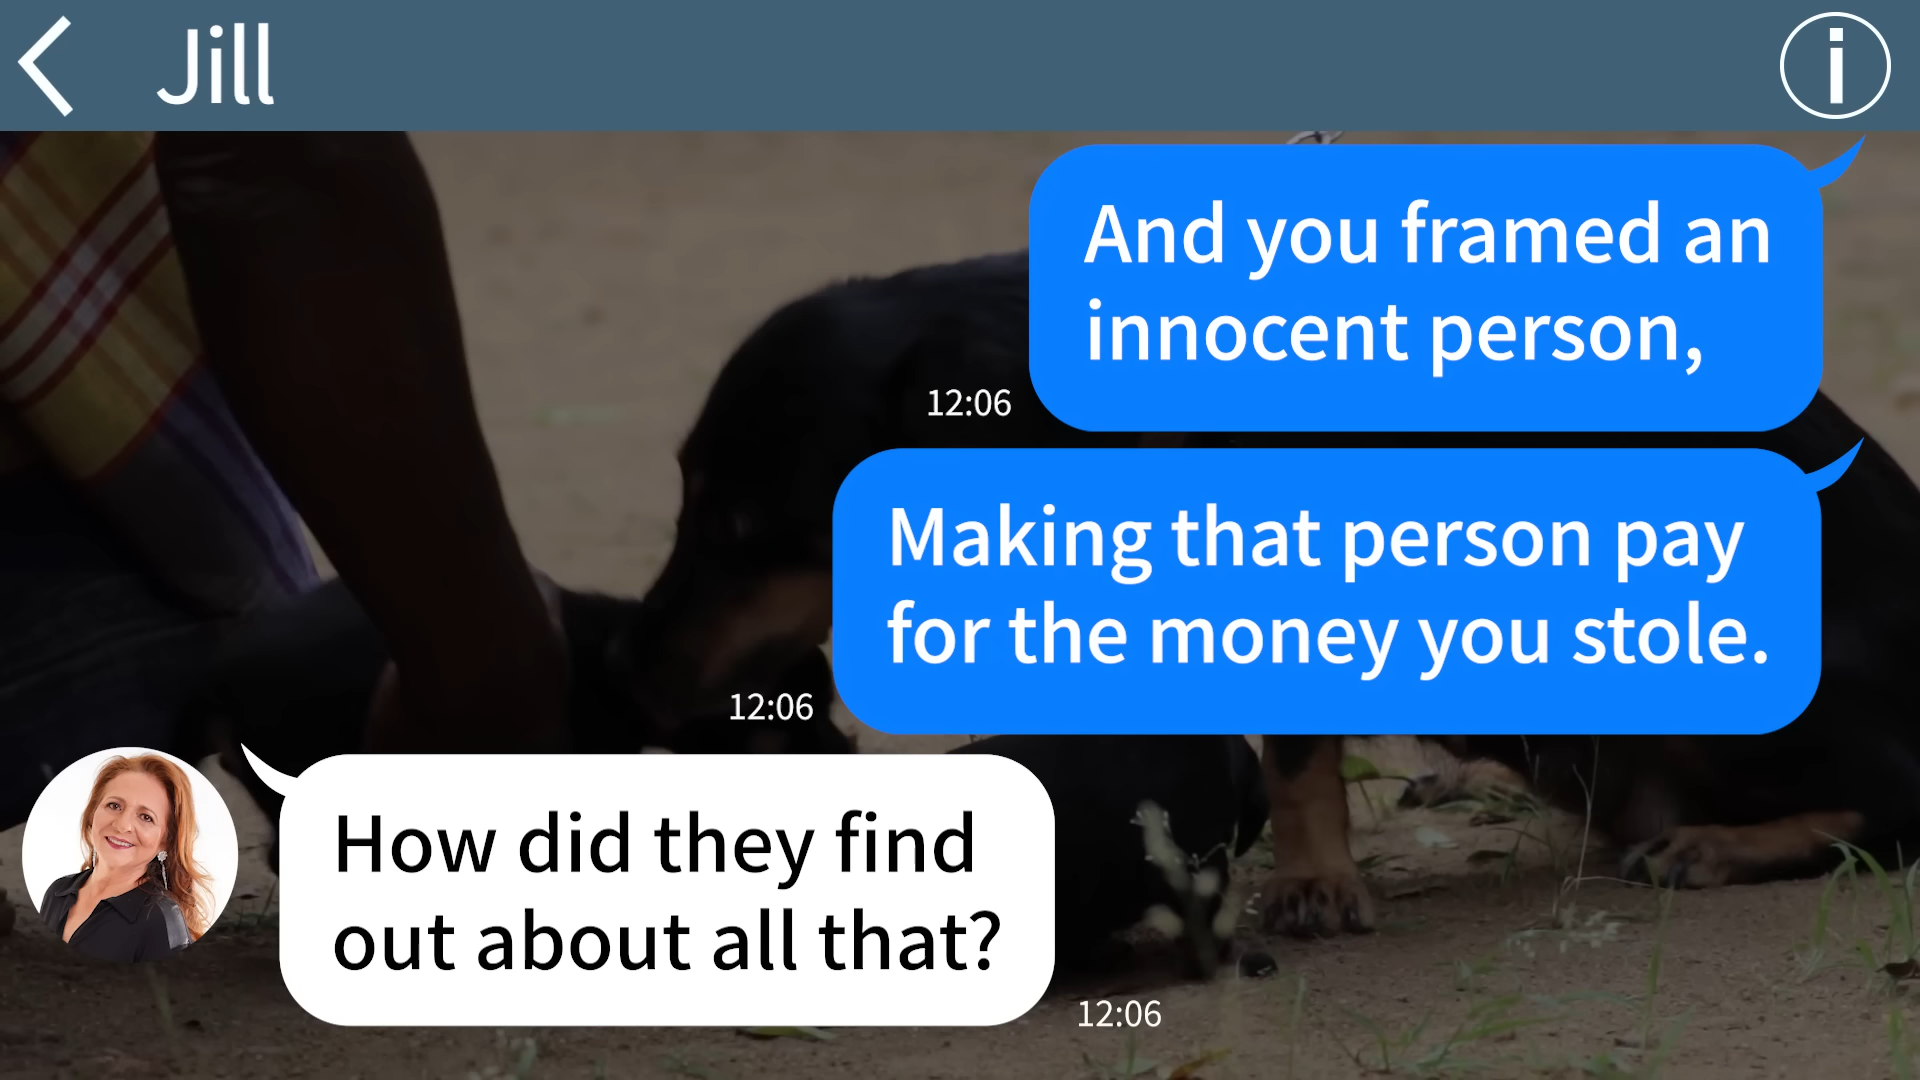 Jill
i
And you framed an
innocent person,
12:06
Making that person pay
for the money you stole.
12:06
How did they find
out about all that?
12:06